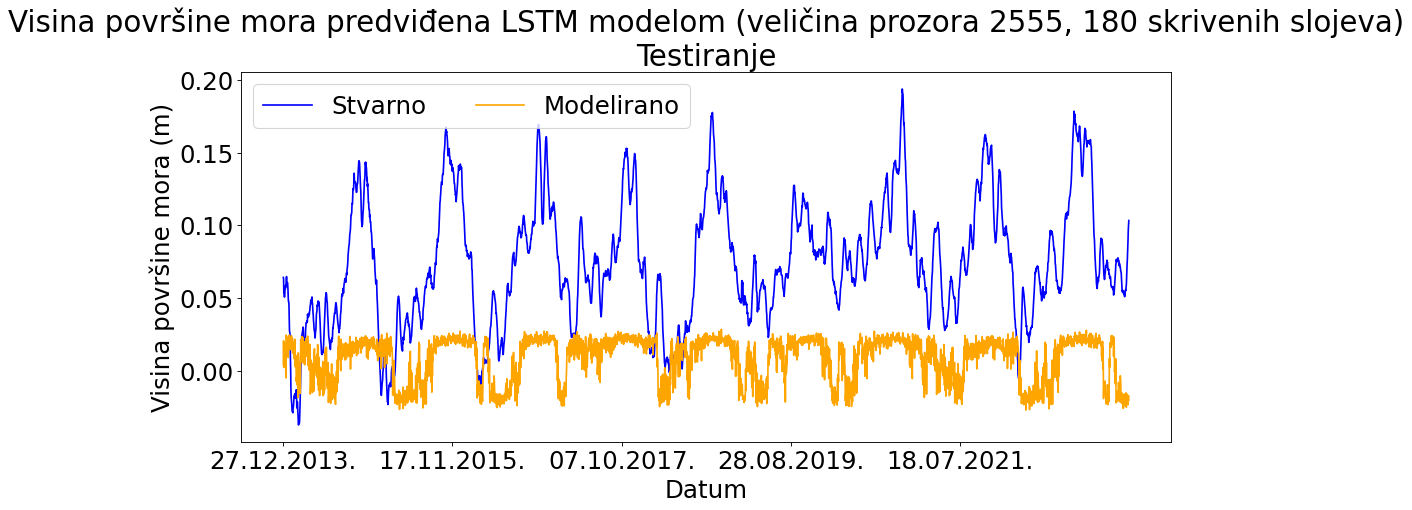 Visina površine mora predviđena LSTM modelom (veličina prozora 2555, 180 skrivenih slojeva)
Testiranje
Stvarno
Modelirano
Visina površine mora (m)
0.20
0.15
0.10
0.05
0.00
27.12.2013.
17.11.2015.
07.10.2017.
28.08.2019.
18.07.2021.
Datum